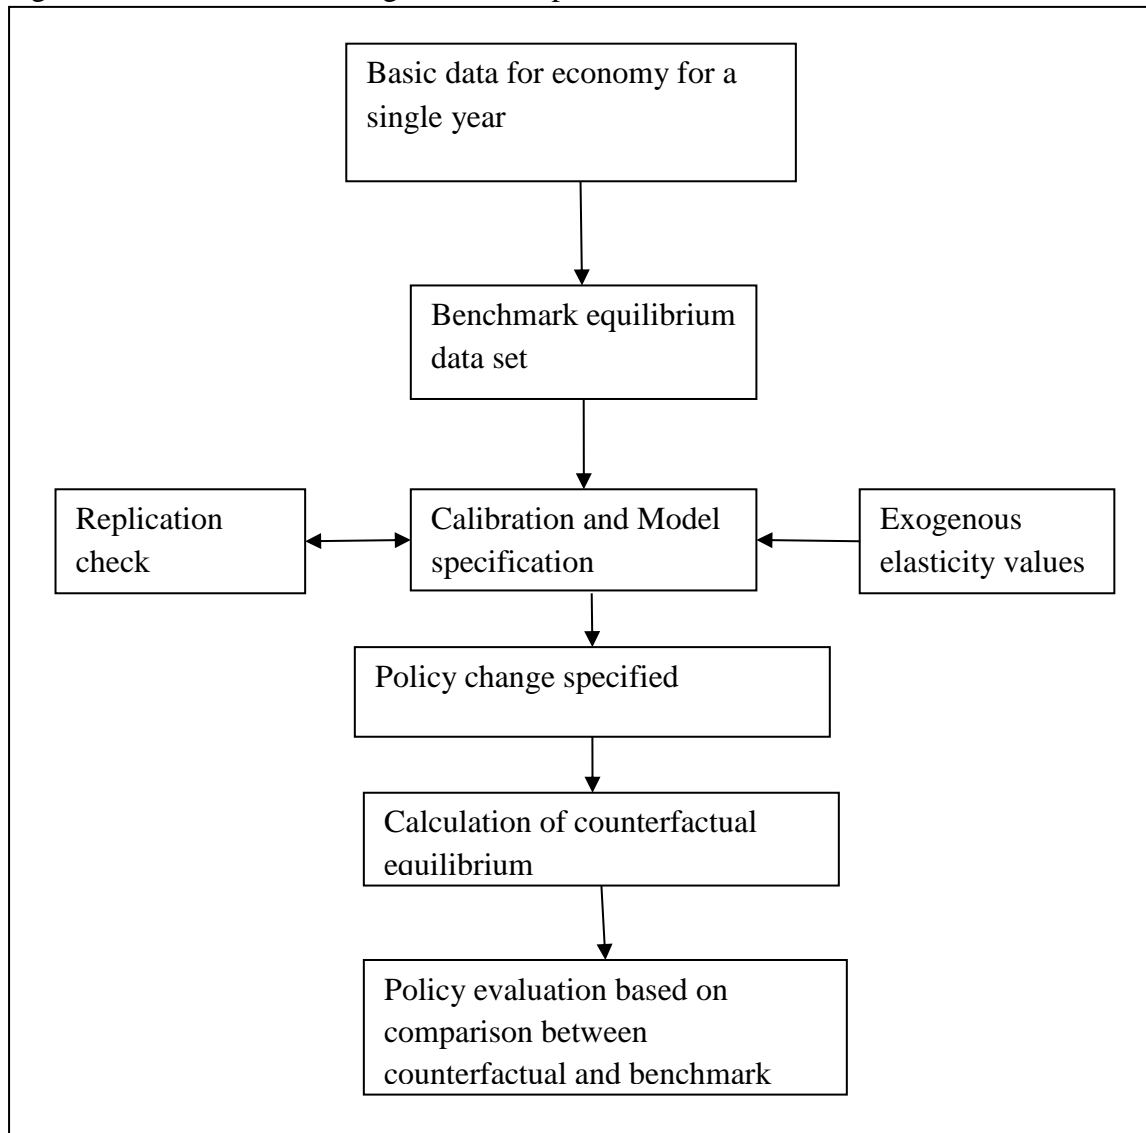 Basic data for economy for a
single year
Benchmark equilibrium
data set
Replication
check
Calibration and Model
specification
Exogenous
elasticity values
Policy change specified
Calculation of counterfactual
equilibrium
Policy evaluation based on
comparison between
counterfactual and benchmark